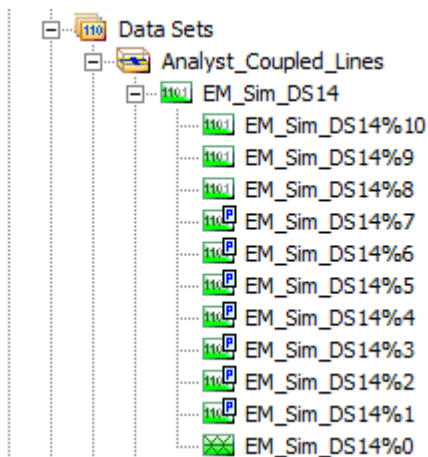 Data Sets
Analyst_Coupled_Lines
EM_Sim_DS14
EM_Sim_DS14%10
EM_Sim_DS14%9
EM_Sim_DS14%8
EM_Sim_DS14%7
EM_Sim_DS14%6
EM_Sim_DS14%5
EM_Sim_DS14%4
EM_Sim_DS14%3
EM_Sim_DS14%2
EM_Sim_DS14%1
EM_Sim_DS14%0